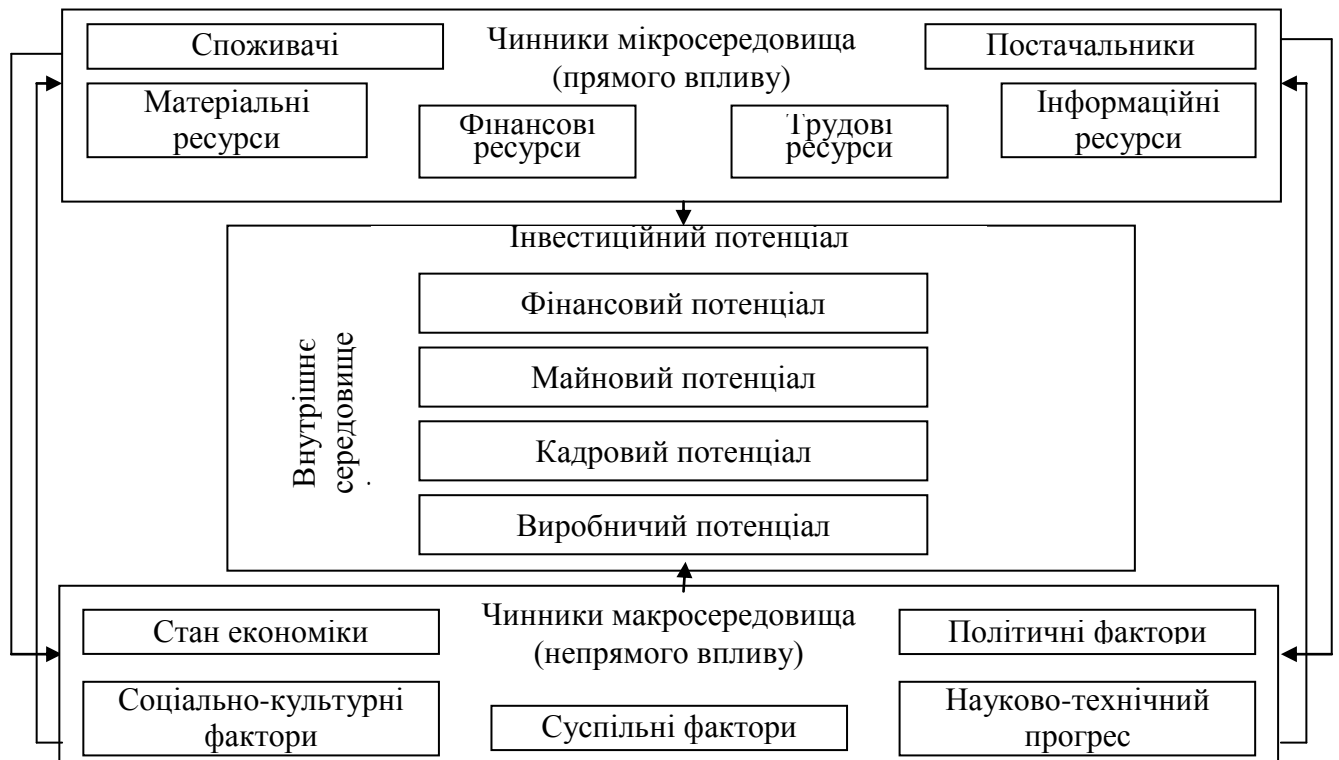 Споживачі
Чинники мікросередовища
(прямого впливу)
Постачальники
Матеріальні
ресурси
Фінансові
ресурси
Трудові
ресурси
Інформаційні
ресурси
Інвестиційний потенціал
Внутрішнє
середовище
Фінансовий потенціал
Майновий потенціал
Кадровий потенціал
Виробничий потенціал
Чинники макросередовища
(непрямого впливу)
Стан економіки
Політичні фактори
Соціально-культурні
фактори
Суспільні фактори
Науково-технічний
прогрес